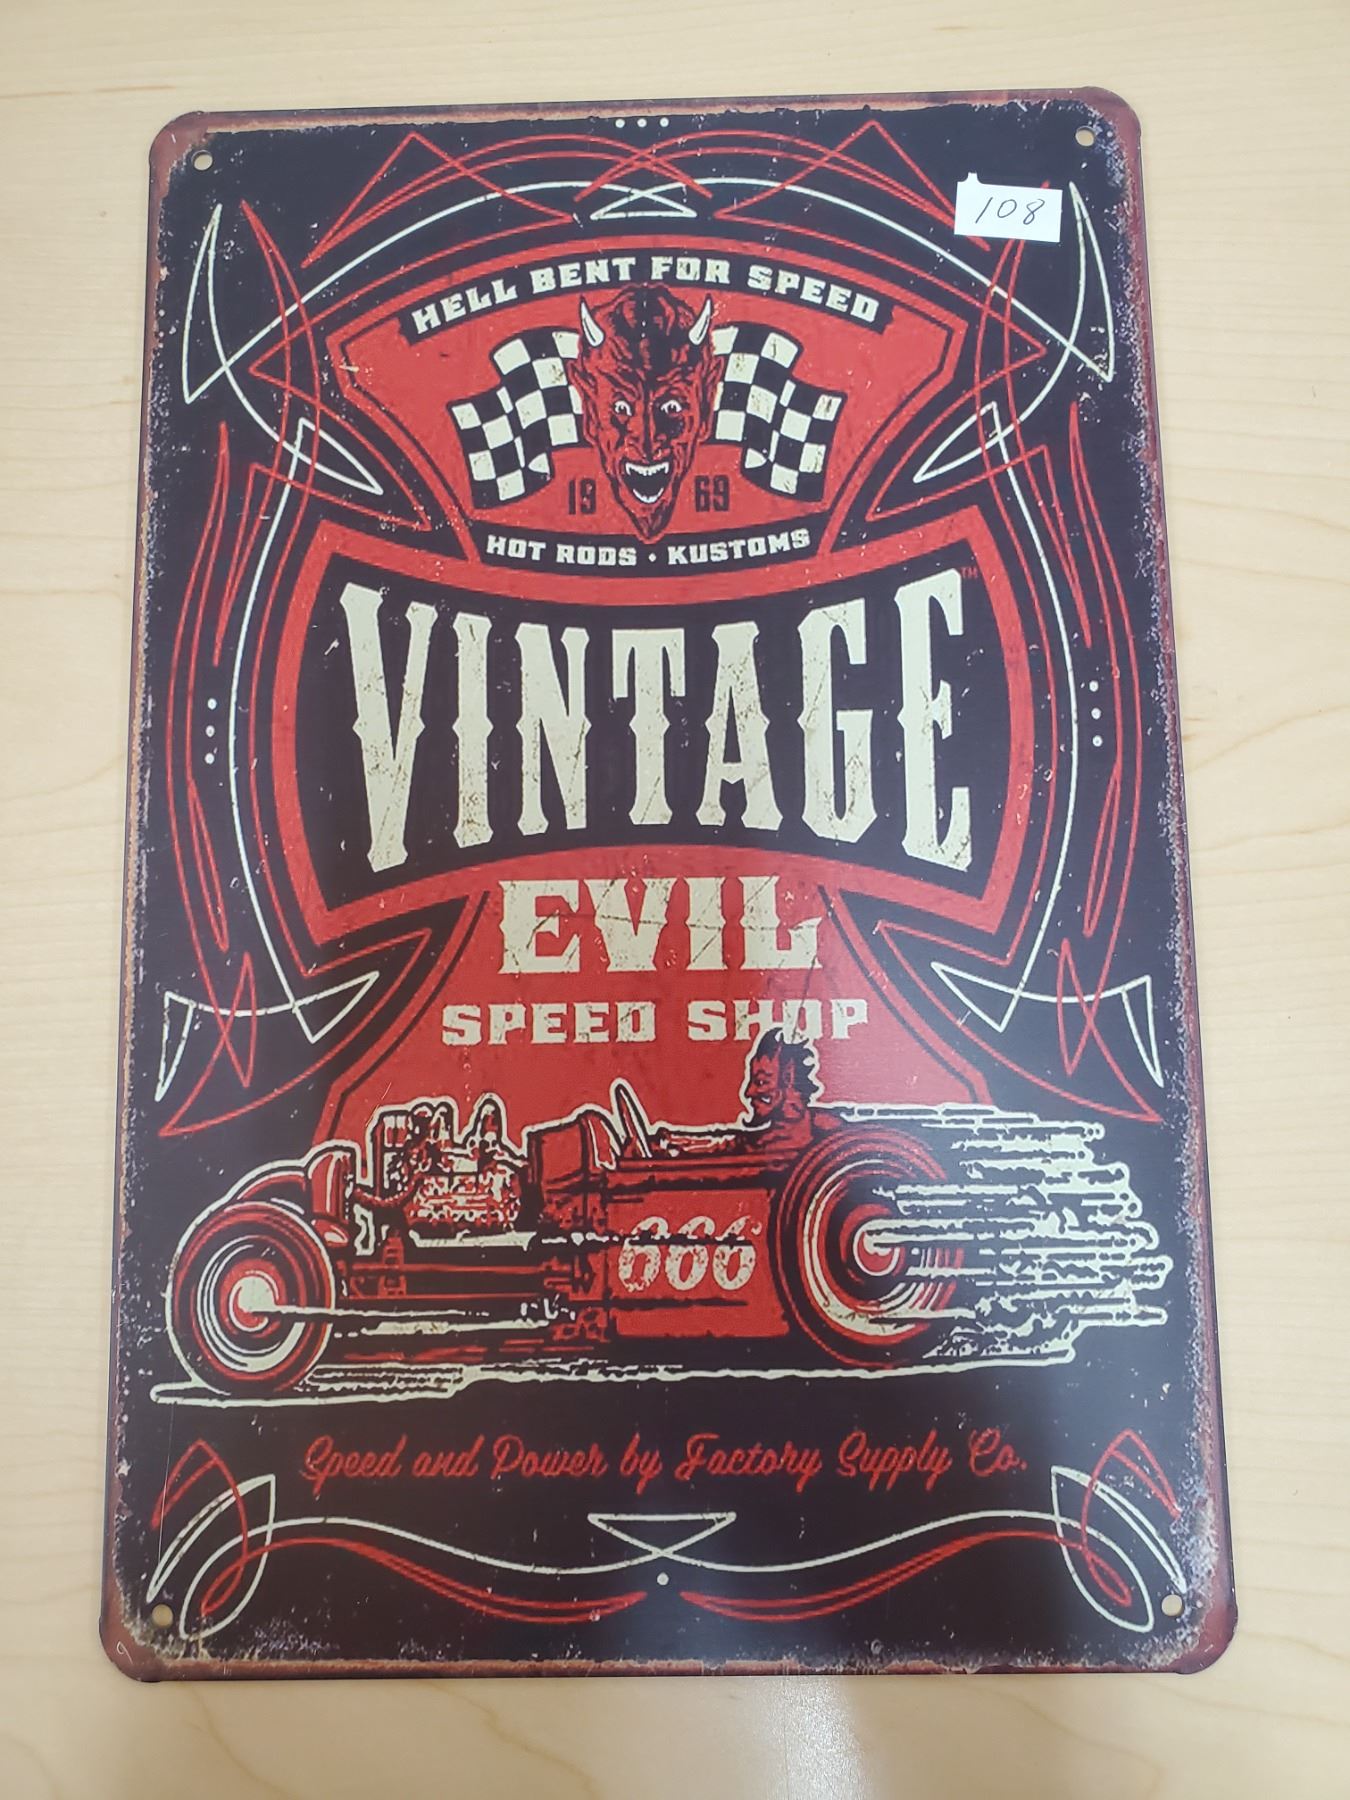 108
HELL BENT FOR SPEED
19 69
HOT RODS · KUSTOMS
VINTAGE™
EVIL
SPEED SHOP
666
Speed and Power by Factory Supply Co.